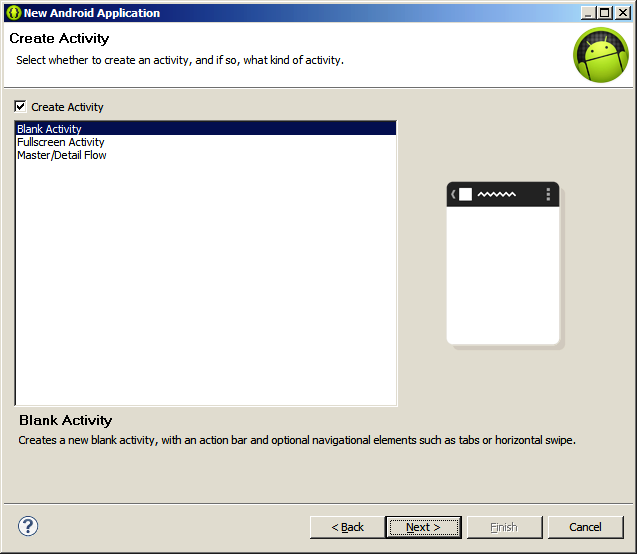 New Android Application
Create Activity
Select whether to create an activity, and if so, what kind of activity.
Create Activity
Blank Activity
Fullscreen Activity
Master/Detail Flow
Blank Activity
Creates a new blank activity, with an action bar and optional navigational elements such as tabs or horizontal swipe.
? < Back Next > Finish Cancel